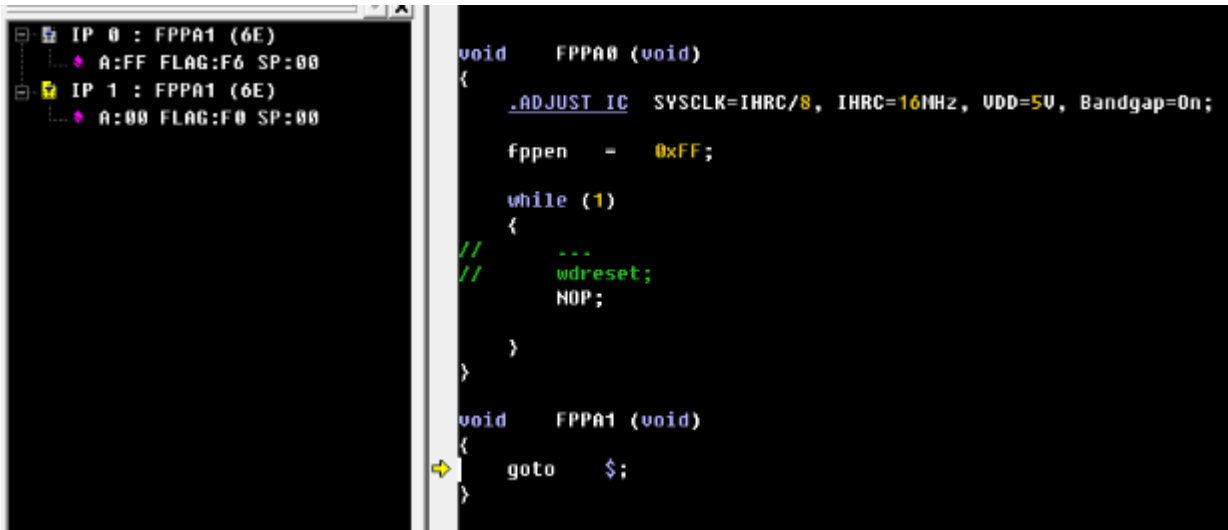 IP 0 : FPPA1 (6E)
A:FF FLAG:F6 SP:00
IP 1 : FPPA1 (6E)
A:00 FLAG:F0 SP:00
void FPPA0 (void)
{
.ADJUST_IC SYSCLK=IHRC/8, IHRC=16MHz, VDD=5V, Bandgap=On;
fppen = 0xFF;
while (1)
{
// ...
// wdreset;
NOP;
}
}
void FPPA1 (void)
{
goto $;
}